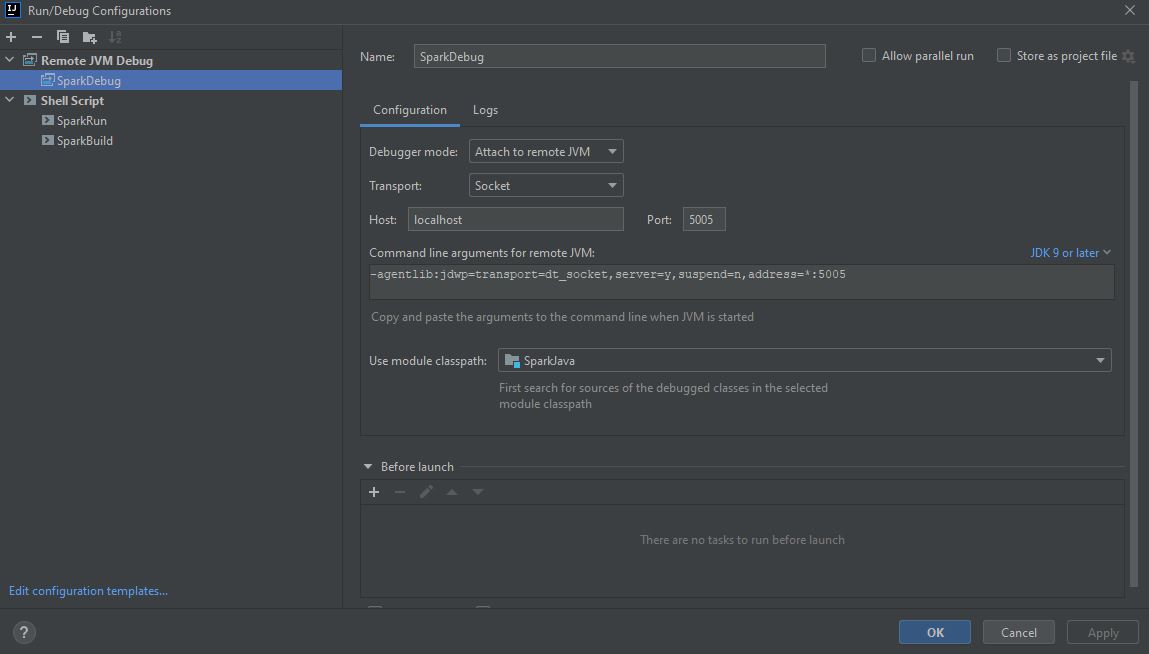 IJ
Run/Debug Configurations
Remote JVM Debug
SparkDebug
Shell Script
SparkRun
SparkBuild
Edit configuration templates...
?
Name: SparkDebug
Allow parallel run
Store as project file
Configuration Logs
Debugger mode: Attach to remote JVM
Transport: Socket
Host: localhost Port: 5005
Command line arguments for remote JVM: JDK 9 or later
-agentlib:jdwp=transport=dt_socket,server=y,suspend=n,address=*:5005
Copy and paste the arguments to the command line when JVM is started
Use module classpath: SparkJava
First search for sources of the debugged classes in the selected
module classpath
Before launch
There are no tasks to run before launch
OK Cancel Apply